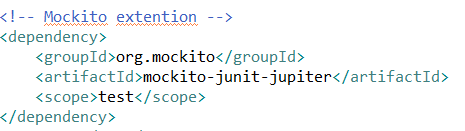 <!-- Mockito extention -->
<dependency>
    <groupId>org.mockito</groupId>
    <artifactId>mockito-junit-jupiter</artifactId>
    <scope>test</scope>
</dependency>